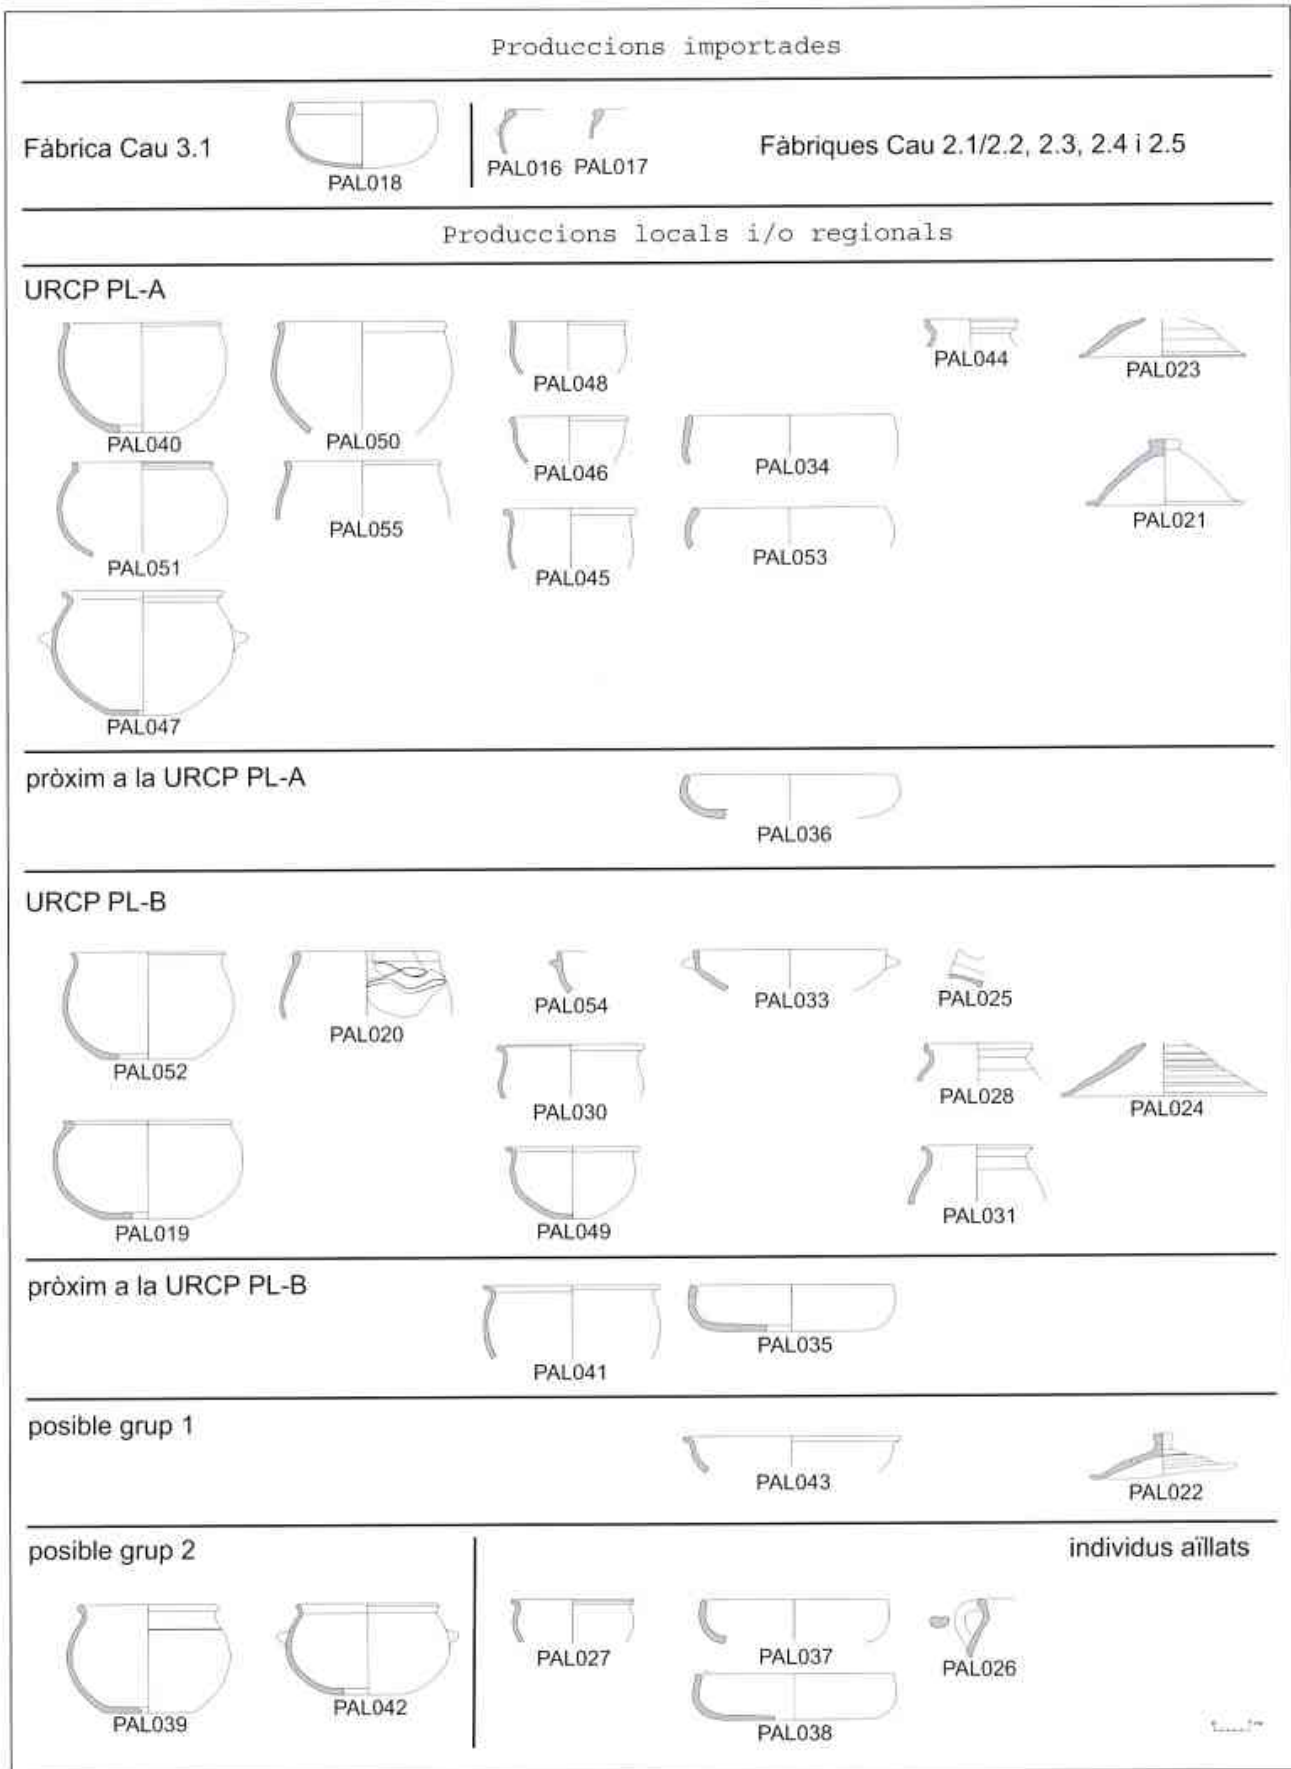 Produccions importades
Fàbrica Cau 3.1
PAL018
PAL016 PAL017
Fàbriques Cau 2.1/2.2, 2.3, 2.4 i 2.5
Produccions locals i/o regionals
URCP PL-A
PAL040
PAL050
PAL048
PAL044
PAL023
PAL046
PAL034
PAL051
PAL055
PAL045
PAL053
PAL021
PAL047
pròxim a la URCP PL-A
PAL036
URCP PL-B
PAL052
PAL020
PAL054
PAL033
PAL025
PAL030
PAL028
PAL024
PAL019
PAL049
PAL031
pròxim a la URCP PL-B
PAL041
PAL035
posible grup 1
PAL043
PAL022
posible grup 2
individus aïllats
PAL039
PAL042
PAL027
PAL037
PAL026
PAL038